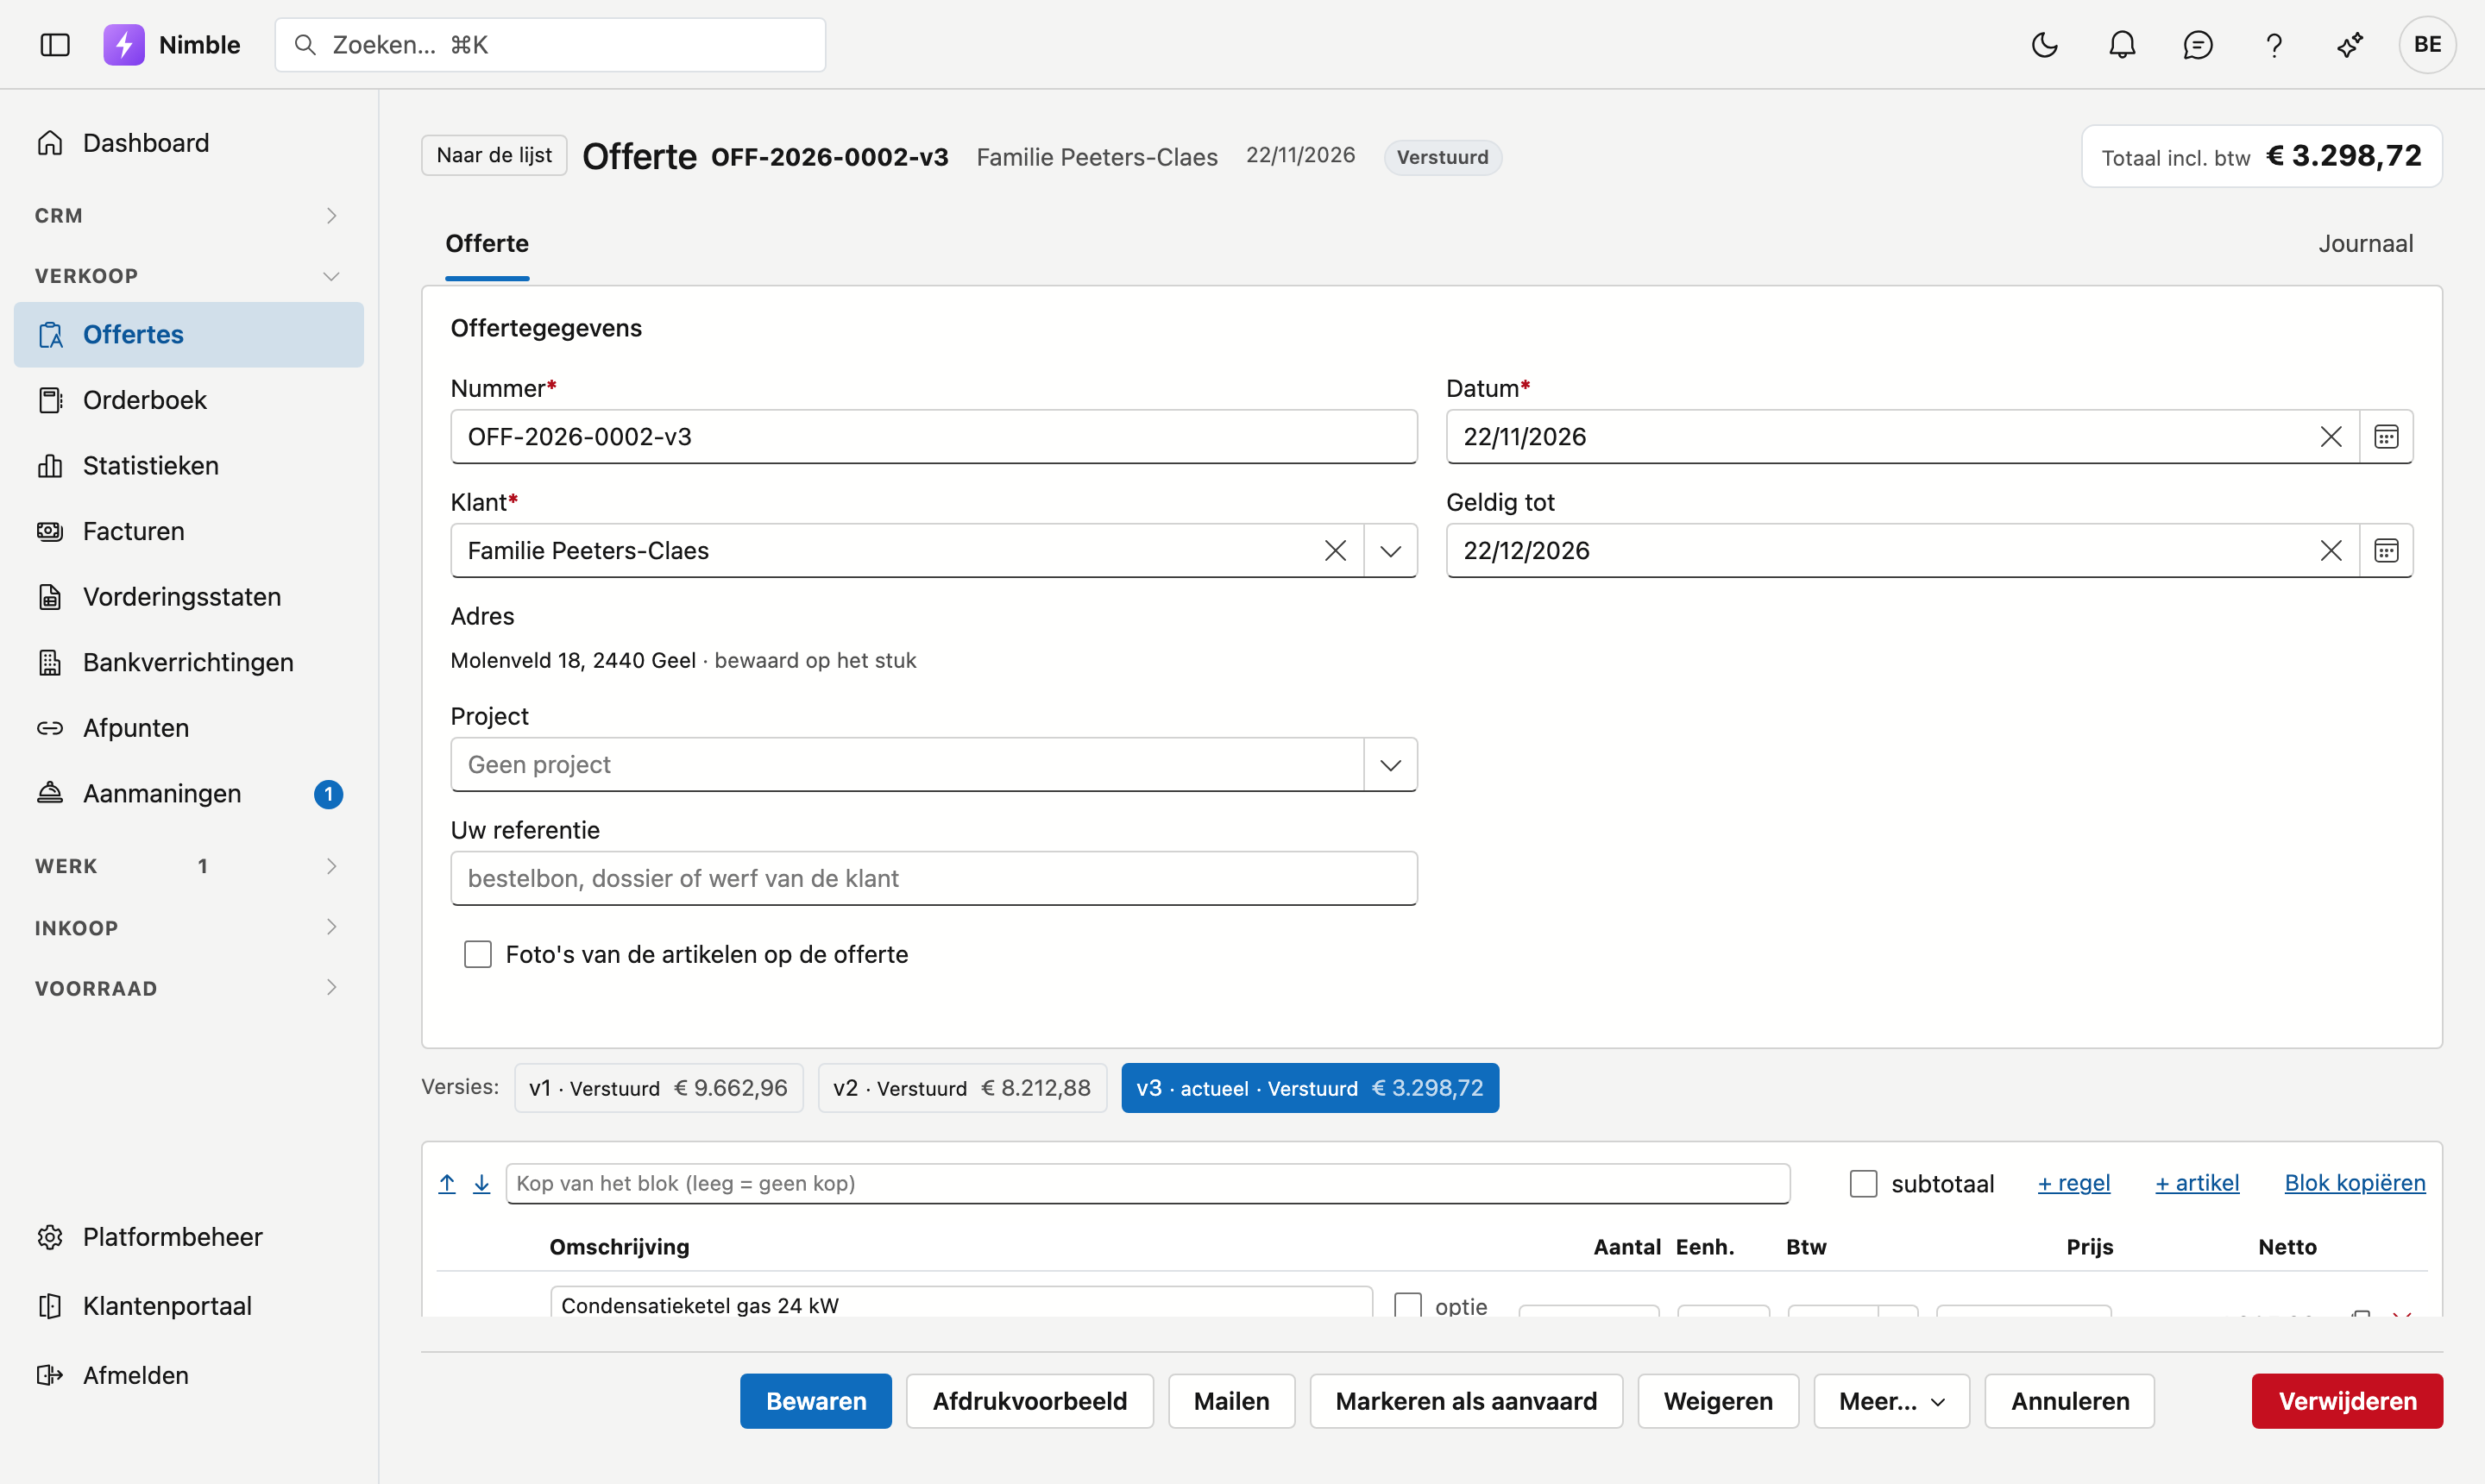 Nimble
Zoeken... ⌘K
BE
Dashboard
CRM
VERKOOP
Offertes
Orderboek
Statistieken
Facturen
Vorderingsstaten
Bankverrichtingen
Afpunten
Aanmaningen 1
WERK 1
INKOOP
VOORRAAD
Platformbeheer
Klantenportaal
Afmelden
Naar de lijst Offerte OFF-2026-0002-v3 Familie Peeters-Claes 22/11/2026 Verstuurd Totaal incl. btw € 3.298,72
Offerte Journaal
Offertegegevens
Nummer* Datum*
OFF-2026-0002-v3 22/11/2026
Klant* Geldig tot
Familie Peeters-Claes 22/12/2026
Adres
Molenveld 18, 2440 Geel · bewaard op het stuk
Project
Geen project
Uw referentie
bestelbon, dossier of werf van de klant
Foto's van de artikelen op de offerte
Versies: v1 · Verstuurd € 9.662,96 v2 · Verstuurd € 8.212,88 v3 · actueel · Verstuurd € 3.298,72
Kop van het blok (leeg = geen kop) subtotaal + regel + artikel Blok kopiëren
Omschrijving Aantal Eenh. Btw Prijs Netto
Condensatieketel gas 24 kW optie
Bewaren Afdrukvoorbeeld Mailen Markeren als aanvaard Weigeren Meer... Annuleren Verwijderen